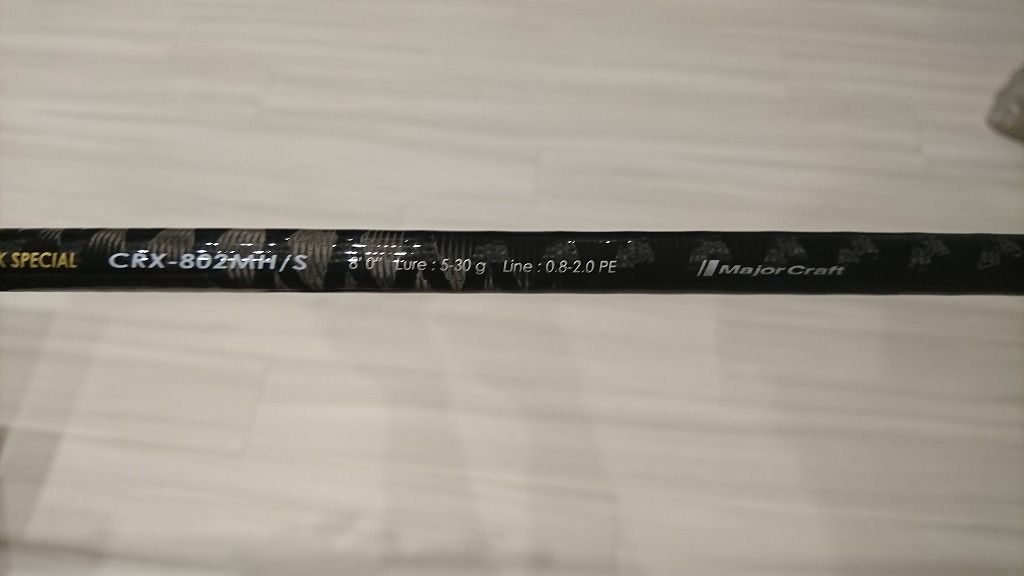 K SPECIAL CRX-802MH/S 8'0" Lure : 5-30 g Line : 0.8-2.0 PE Major Craft